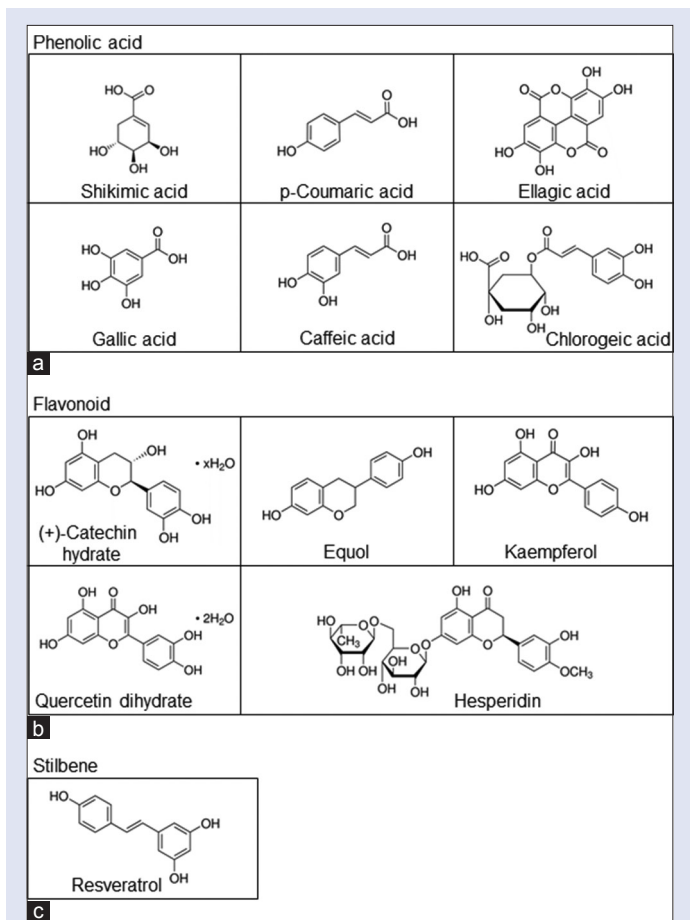 Phenolic acid
HO
O
HO
OH
OH
Shikimic acid
O
OH
HO
p-Coumaric acid
OH
O
O
OH
HO
O
O
OH
Ellagic acid
O
HO
OH
HO
OH
Gallic acid
O
OH
HO
OH
Caffeic acid
O
HO
O
O
OH
OH
OH
OH
OH
Chlorogeic acid
a
Flavonoid
OH
OH
• xH₂O
HO
O
OH
OH
(+)-Catechin
hydrate
OH
HO
O
Equol
OH
O
OH
HO
O
OH
Kaempferol
OH
O
OH
• 2H₂O
OH
HO
O
OH
Quercetin dihydrate
OH
O
HO
O
O
CH₃
O
O
O
OH
OH
OH
OH
OH
OH
OCH₃
Hesperidin
b
Stilbene
HO
OH
OH
Resveratrol
c